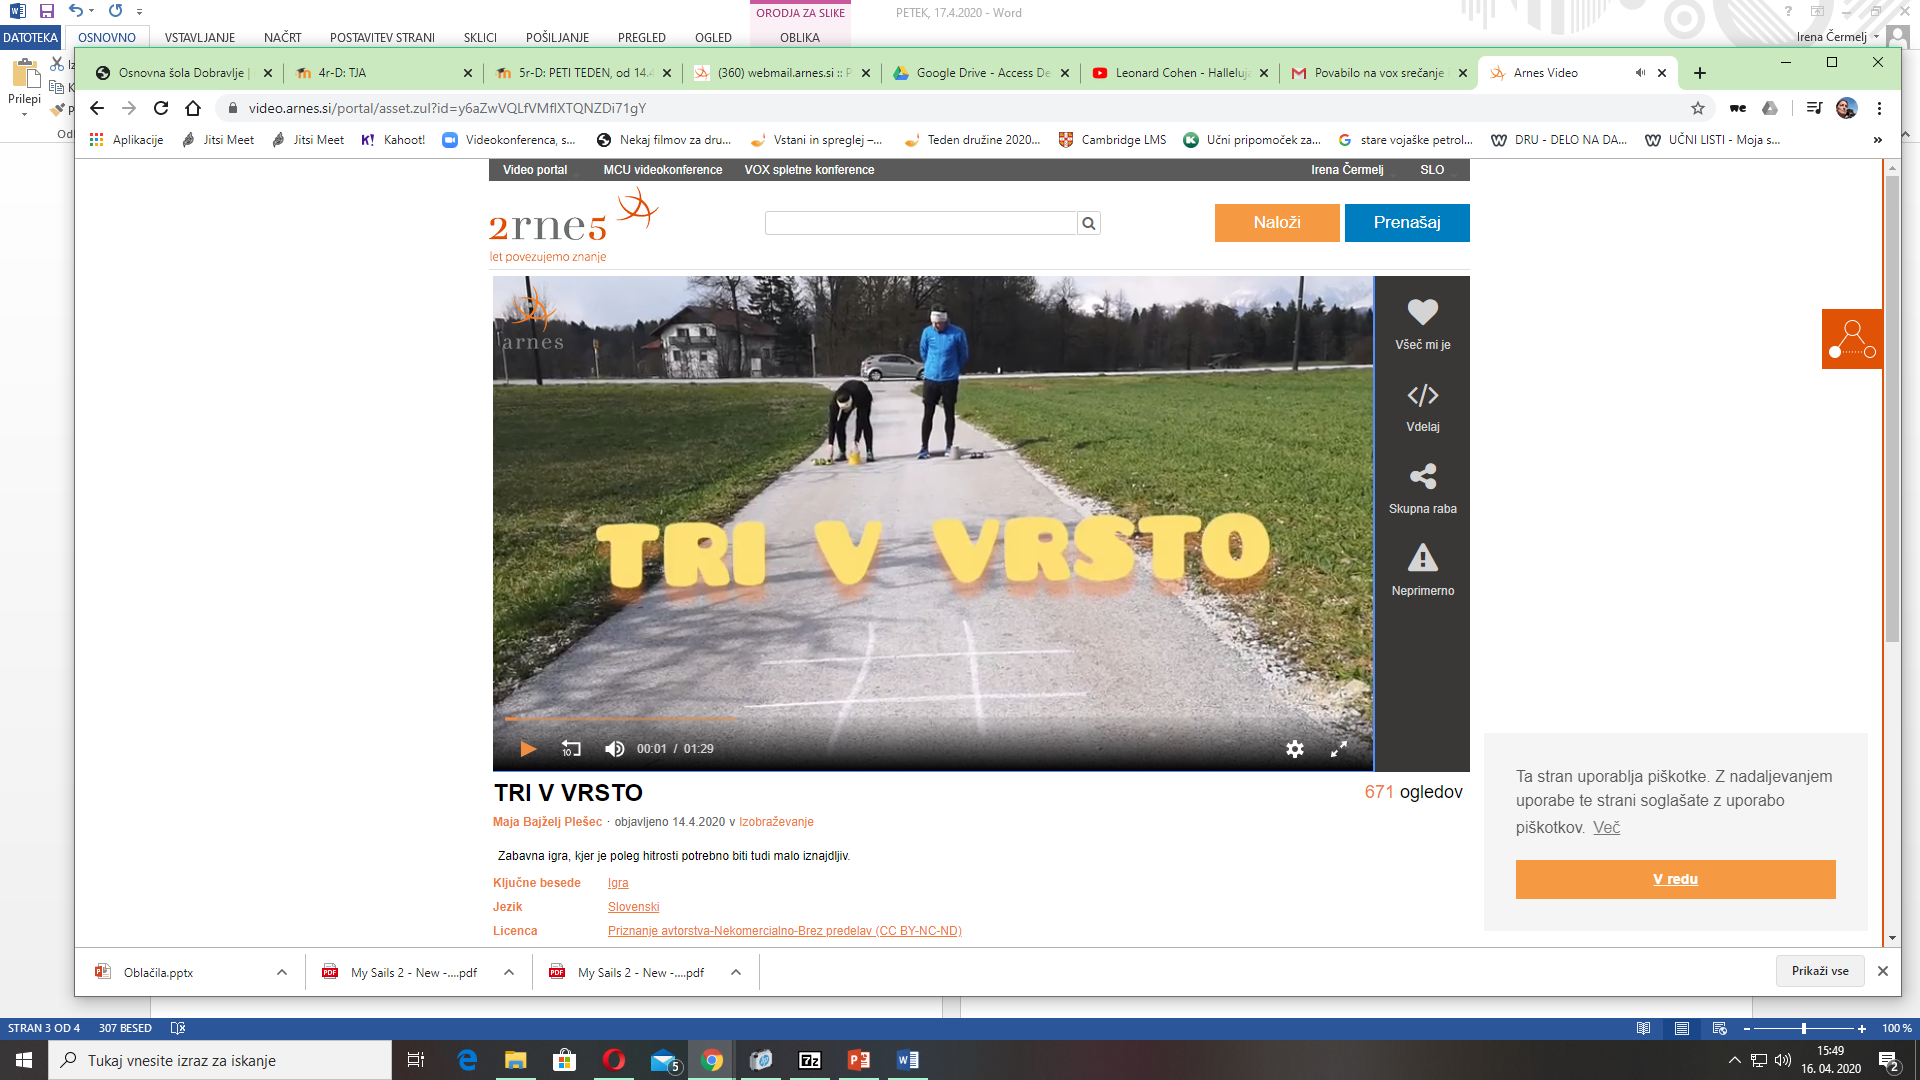 ORODJA ZA SLIKE
PETEK, 17.4.2020 - Word
DATOTEKA OSNOVNO VSTAVLJANJE NAČRT POSTAVITEV STRANI SKLICI POŠILJANJE PREGLED OGLED OBLIKA
Irena Čermelj
Prilepi
Osnovna šola Dobravlje |
4r-D: TJA
5r-D: PETI TEDEN, od 14.4
(360) webmail.arnes.si :: P
Google Drive - Access De
Leonard Cohen - Halleluja
Povabilo na vox srečanje
Arnes Video
video.arnes.si/portal/asset.zul?id=y6aZwVQLfVMflXTQNZDi71gY
Aplikacije
Jitsi Meet
Jitsi Meet
Kahoot!
Videokonferenca, s...
Nekaj filmov za dru...
Vstani in spreglej –...
Teden družine 2020...
Cambridge LMS
Učni pripomoček za...
stare vojaške petrol...
DRU - DELO NA DA...
UČNI LISTI - Moja s...
Video portal MCU videokonference VOX spletne konference Irena Čermelj SLO
2rne5
let povezujemo znanje
Naloži Prenašaj
arnes
TRI V VRSTO
Všeč mi je
Vdelaj
Skupna raba
Neprimerno
10 00:01 / 01:29
TRI V VRSTO
671 ogledov
Maja Bajželj Plešec · objavljeno 14.4.2020 v Izobraževanje
Zabavna igra, kjer je poleg hitrosti potrebno biti tudi malo iznajdljiv.
Ključne besede Igra
Jezik Slovenski
Licenca Priznanje avtorstva-Nekomercialno-Brez predelav (CC BY-NC-ND)
Ta stran uporablja piškotke. Z nadaljevanjem
uporabe te strani soglašate z uporabo
piškotkov. Več
V redu
Oblačila.pptx
My Sails 2 - New -....pdf
My Sails 2 - New -....pdf
Prikaži vse
STRAN 3 OD 4 307 BESED
100 %
Tukaj vnesite izraz za iskanje
5
7z
15:49
16. 04. 2020
2